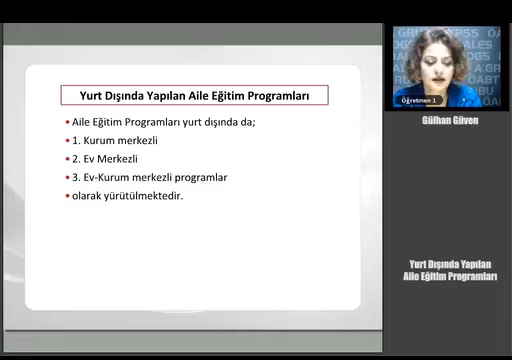 Yurt Dışında Yapılan Aile Eğitim Programları
• Aile Eğitim Programları yurt dışında da;
• 1. Kurum merkezli
• 2. Ev Merkezli
• 3. Ev-Kurum merkezli programlar
• olarak yürütülmektedir.
Öğretmen 1
Gülhan Güven
Yurt Dışında Yapılan
Aile Eğitim Programları